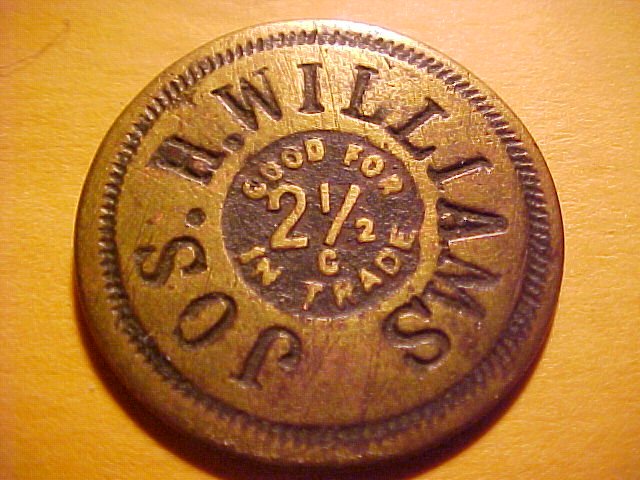 JOS. H. WILLIAMS
GOOD FOR
2 1/2
C
IN TRADE